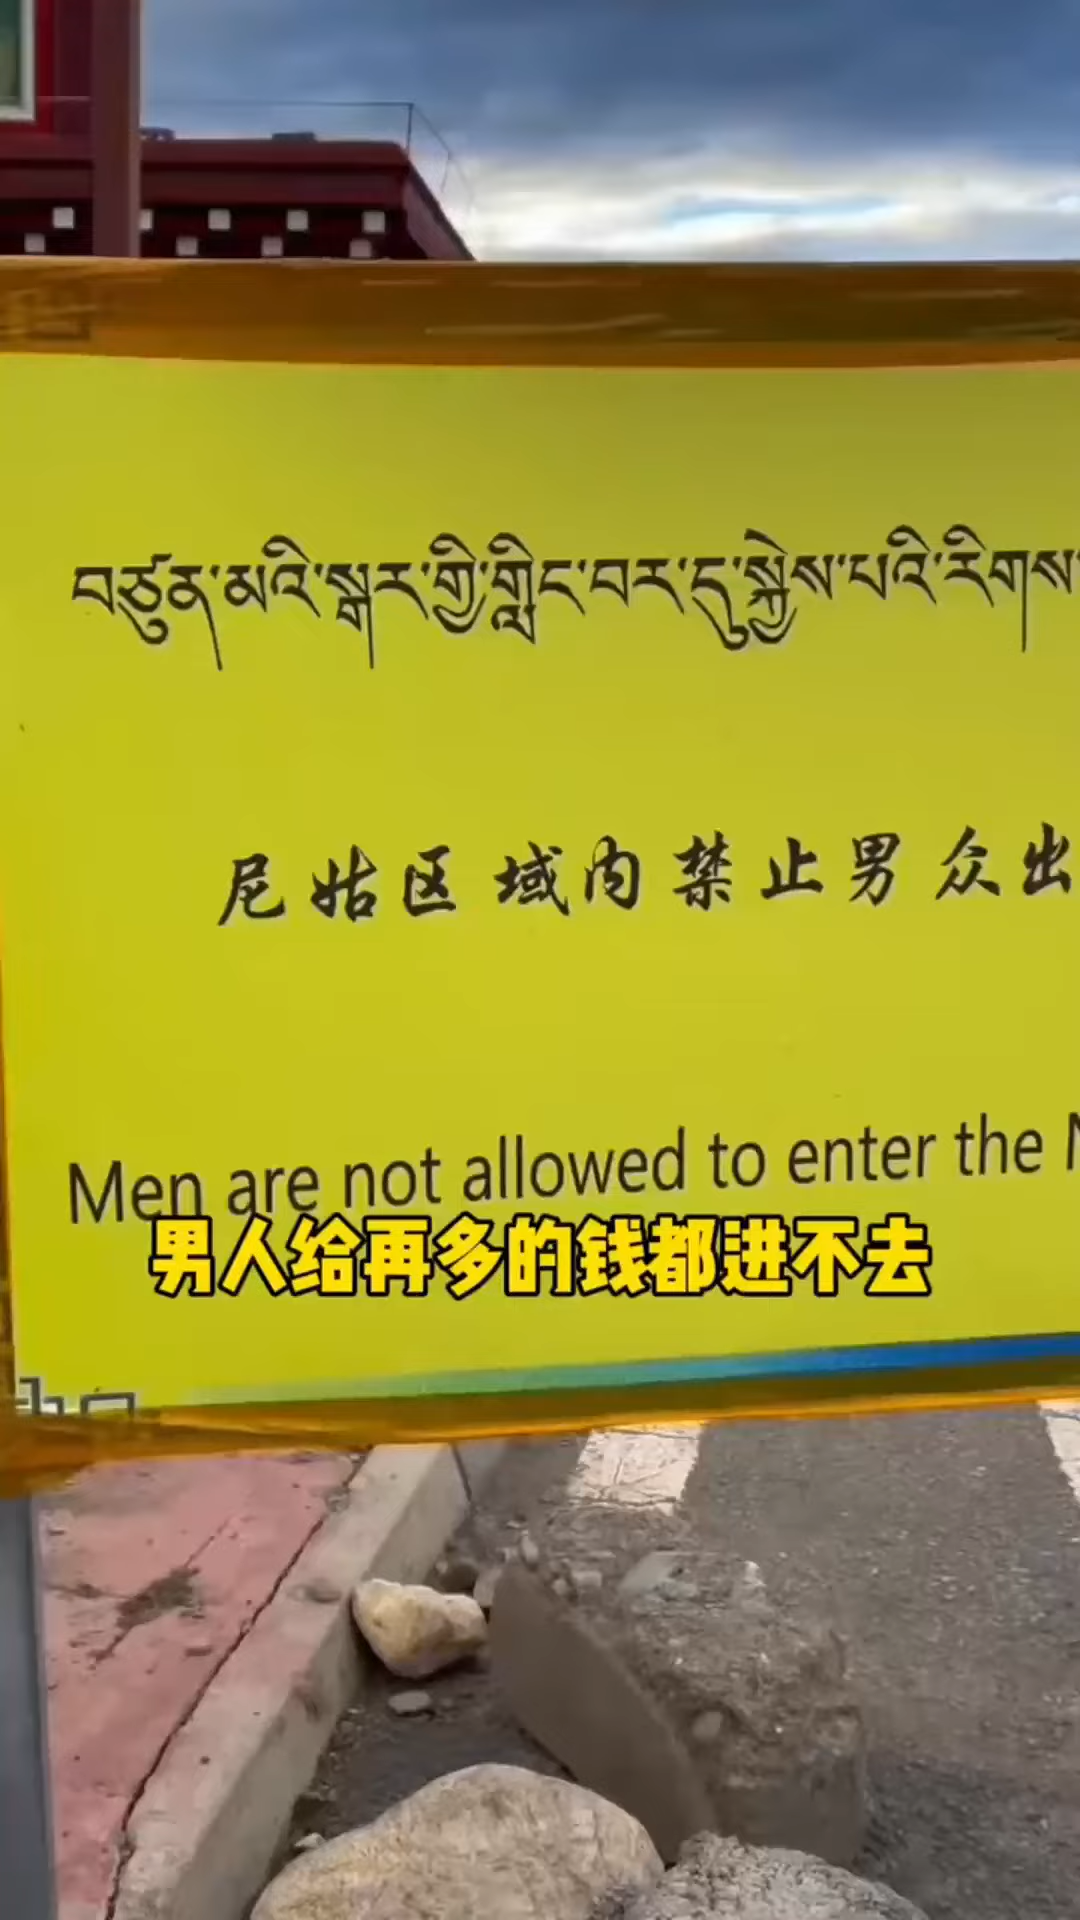 བཙུན་མའི་སྒར་གྱི་གླིང་བར་དུ་སྐྱེས་པའི་རིགས་
尼姑区域内禁止男众出
Men are not allowed to enter the N
男人给再多的钱都进不去